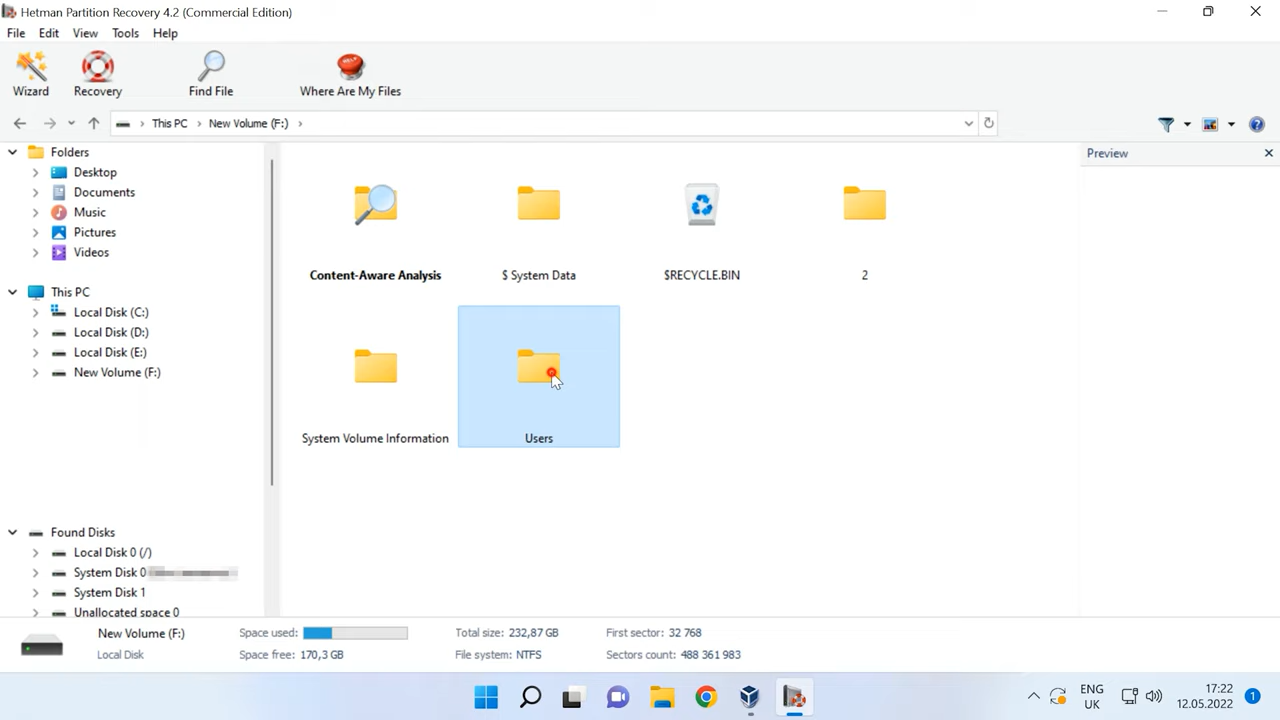 Hetman Partition Recovery 4.2 (Commercial Edition)
File Edit View Tools Help
Wizard Recovery Find File HELP Where Are My Files
This PC New Volume (F:)
Folders
Desktop
Documents
Music
Pictures
Videos
This PC
Local Disk (C:)
Local Disk (D:)
Local Disk (E:)
New Volume (F:)
Found Disks
Local Disk 0 (/)
System Disk 0
System Disk 1
Unallocated space 0
Content-Aware Analysis $ System Data $RECYCLE.BIN 2
System Volume Information Users
Preview
New Volume (F:) Space used: Total size: 232,87 GB First sector: 32 768
Local Disk Space free: 170,3 GB File system: NTFS Sectors count: 488 361 983
ENG 17:22
UK 12.05.2022 1